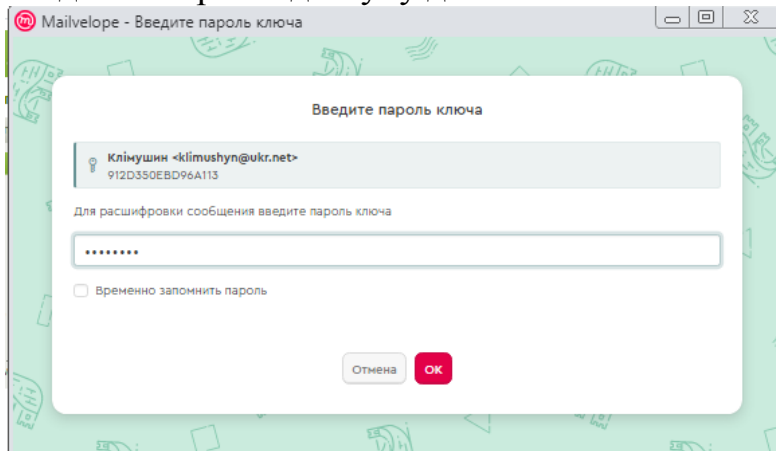 Mailvelope - Введите пароль ключа
Введите пароль ключа
Клімушин <klimushyn@ukr.net>
912D350EBD96A113
Для расшифровки сообщения введите пароль ключа
••••••••
Временно запомнить пароль
Отмена
ОК